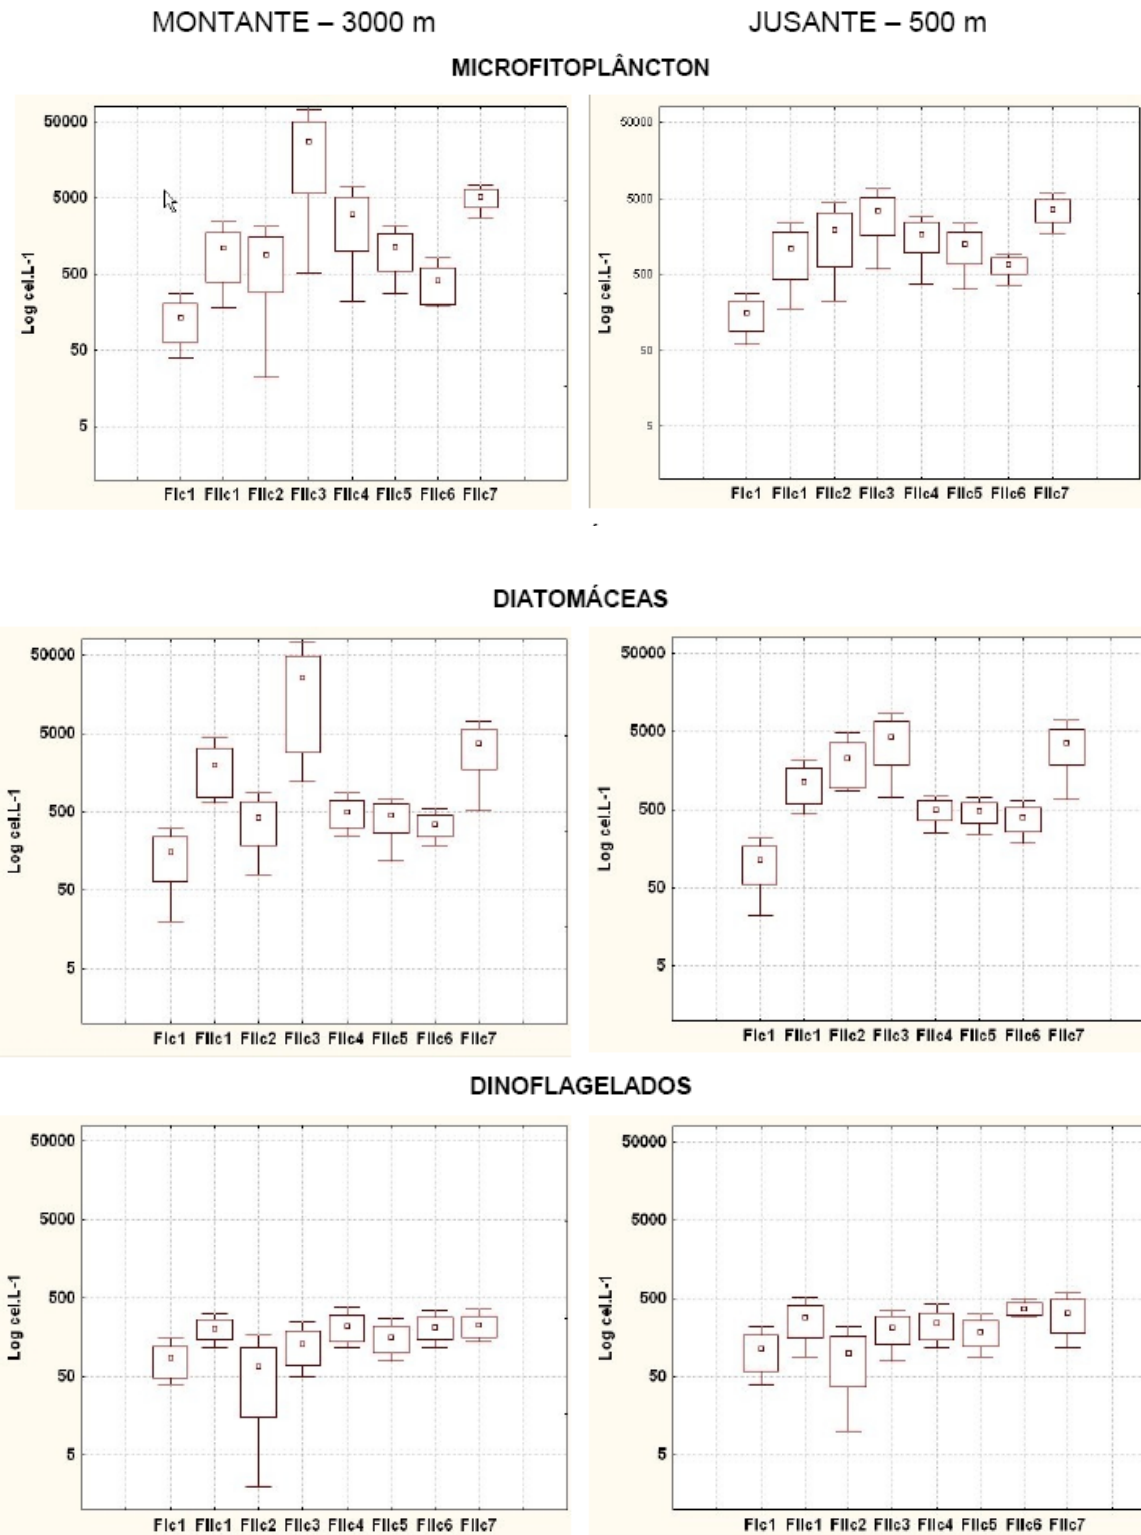 MONTANTE – 3000 m
JUSANTE – 500 m
MICROFITOPLÂNCTON
50000
5000
500
50
5
Log cel.L-1
FIc1 FIIc1 FIIc2 FIIc3 FIIc4 FIIc5 FIIc6 FIIc7
50000
5000
500
50
5
Log cel.L-1
FIc1 FIIc1 FIIc2 FIIc3 FIIc4 FIIc5 FIIc6 FIIc7
DIATOMÁCEAS
50000
5000
500
50
5
Log cel.L-1
FIc1 FIIc1 FIIc2 FIIc3 FIIc4 FIIc5 FIIc6 FIIc7
50000
5000
500
50
5
Log cel.L-1
FIc1 FIIc1 FIIc2 FIIc3 FIIc4 FIIc5 FIIc6 FIIc7
DINOFLAGELADOS
50000
5000
500
50
5
Log cel.L-1
FIc1 FIIc1 FIIc2 FIIc3 FIIc4 FIIc5 FIIc6 FIIc7
50000
5000
500
50
5
Log cel.L-1
FIc1 FIIc1 FIIc2 FIIc3 FIIc4 FIIc5 FIIc6 FIIc7